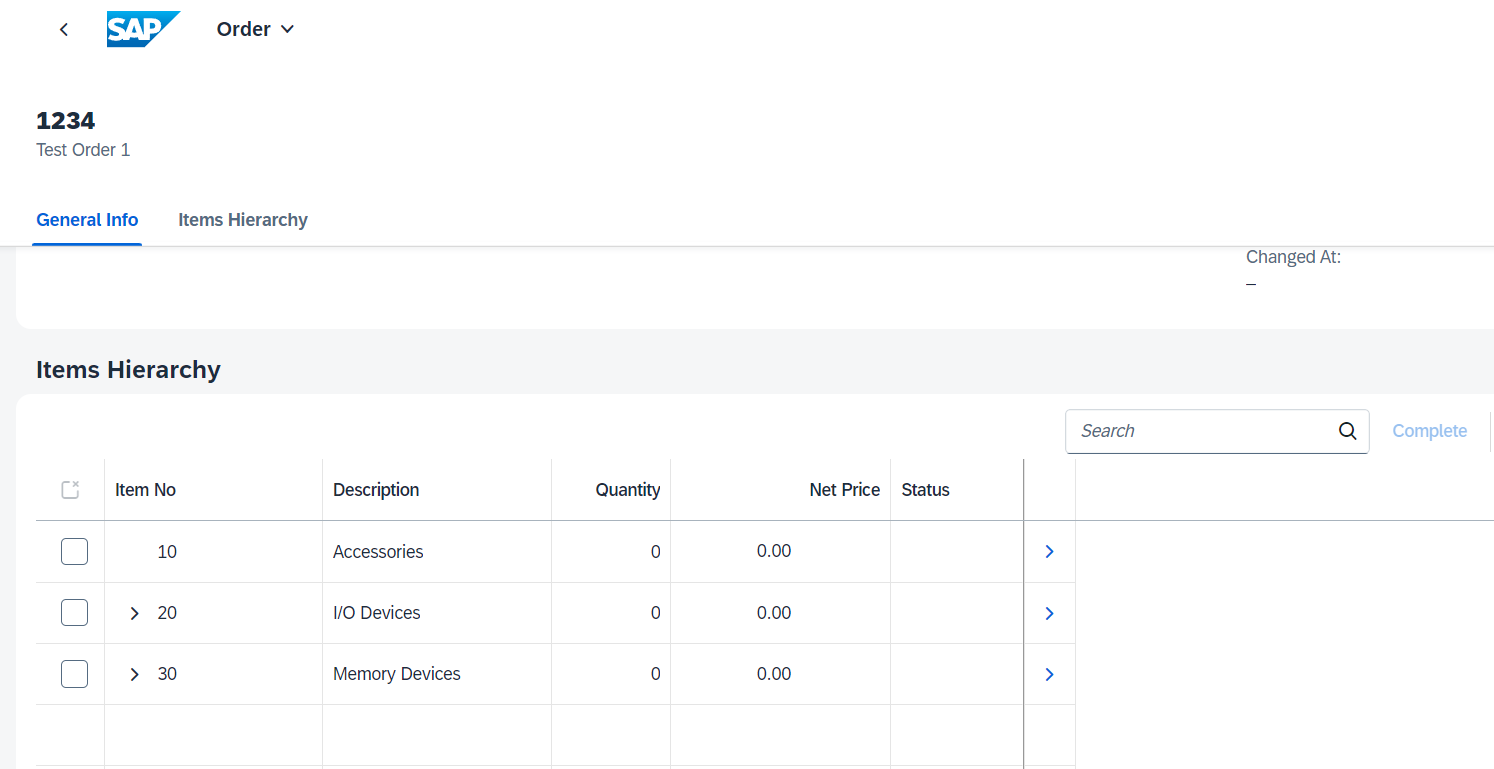 SAP Order
1234
Test Order 1
General Info Items Hierarchy
Changed At:
–
Items Hierarchy
Search Complete
Item No Description Quantity Net Price Status
10 Accessories 0 0.00
20 I/O Devices 0 0.00
30 Memory Devices 0 0.00